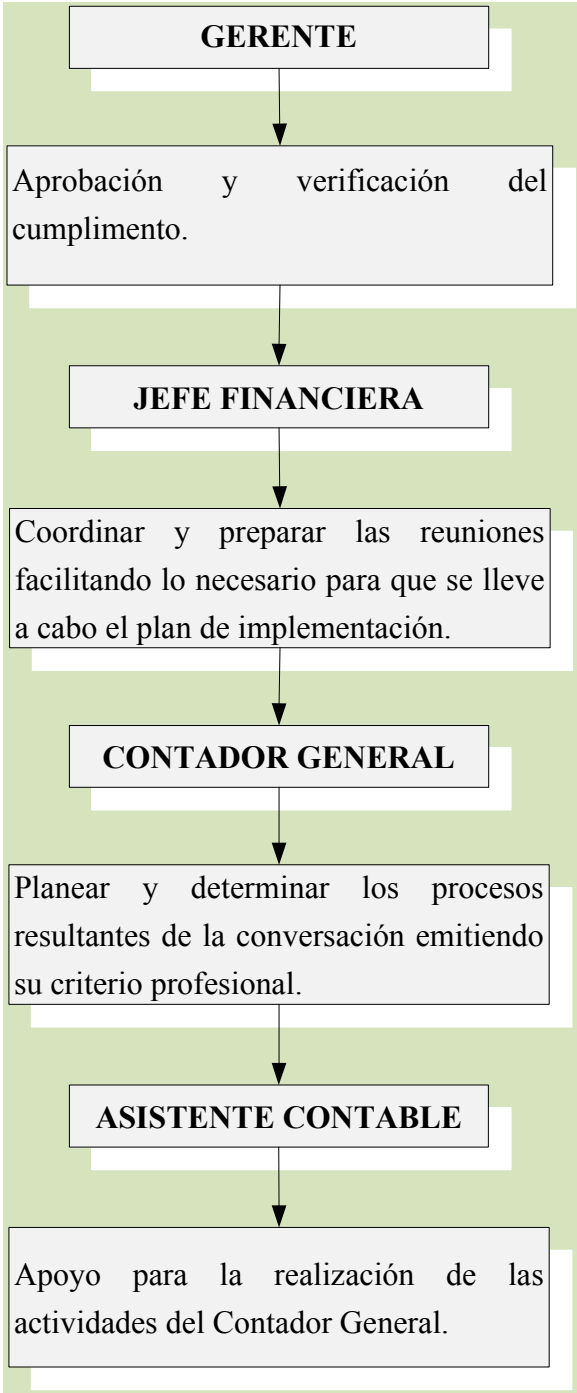 GERENTE
Aprobación y verificación del
cumplimento.
JEFE FINANCIERA
Coordinar y preparar las reuniones
facilitando lo necesario para que se lleve
a cabo el plan de implementación.
CONTADOR GENERAL
Planear y determinar los procesos
resultantes de la conversación emitiendo
su criterio profesional.
ASISTENTE CONTABLE
Apoyo para la realización de las
actividades del Contador General.